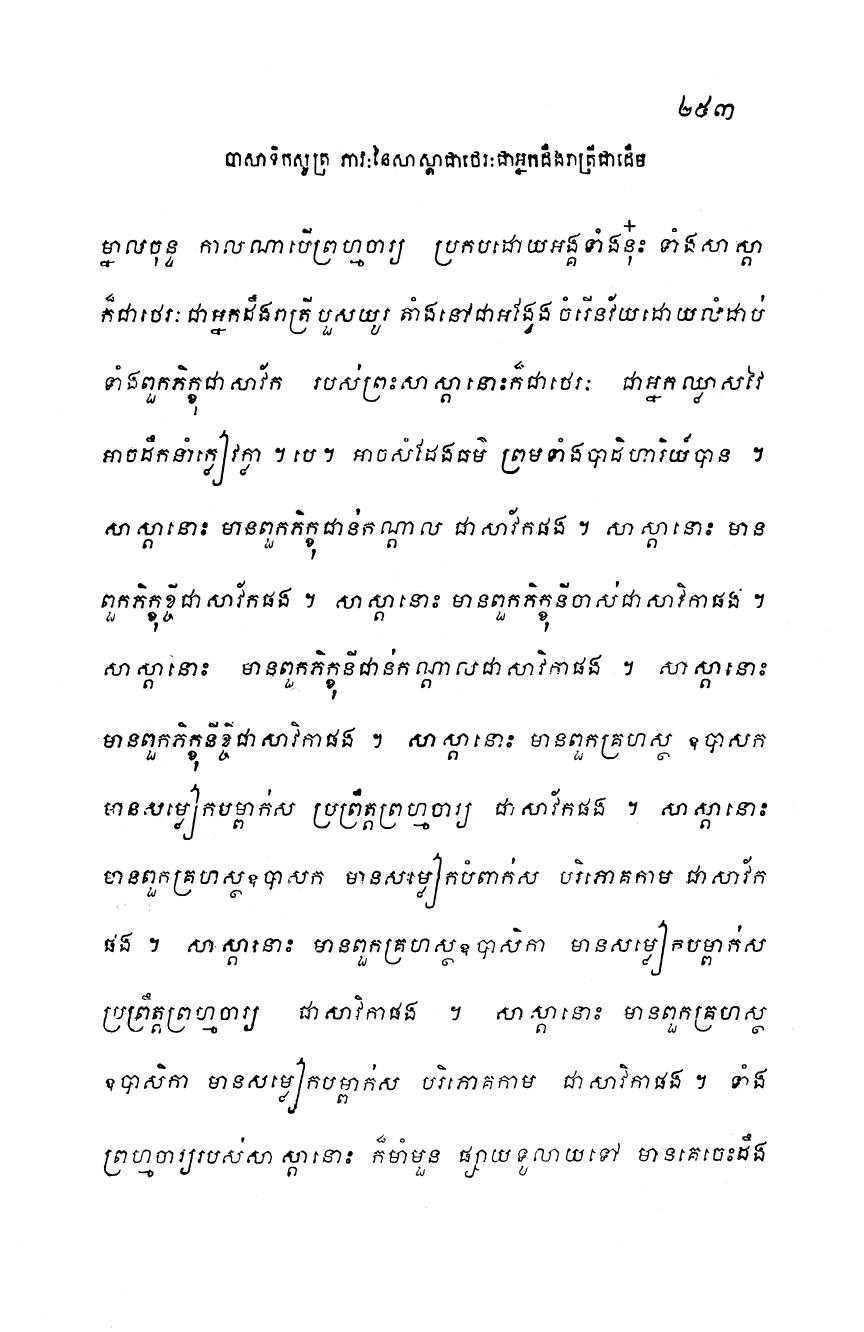 ២៥៣
បាសាទិកសូត្រ ភាវៈនៃសាស្តាជាថេរៈជាអ្នកដឹងរាត្រីជាដើម
ម្នាលចុន្ទ កាលណាបើព្រហ្មចារ្យ ប្រកបដោយអង្គទាំងនុ៎ះ ទាំងសាស្តា
ក៏ជាថេរៈ ជាអ្នកដឹងរាត្រី បួសយូរ តាំងនៅជាអង្វែង ចំរើនវ័យដោយលំដាប់
ទាំងពួកភិក្ខុជាសាវ័ក របស់ព្រះសាស្តានោះក៏ជាថេរៈ ជាអ្នកឈ្លាសវៃ
អាចដឹកនាំក្លៀវក្លា ។ បេ ។ អាចសំដែងធម៌ ព្រមទាំងបាដិហារិយ៍បាន ។
សាស្តានោះ មានពួកភិក្ខុជាន់កណ្តាល ជាសាវ័កផង ។ សាស្តានោះ មាន
ពួកភិក្ខុខ្ចីជាសាវ័កផង ។ សាស្តានោះ មានពួកភិក្ខុនីចាស់ជាសាវិកាផង ។
សាស្តានោះ មានពួកភិក្ខុនីជាន់កណ្តាលជាសាវិកាផង ។ សាស្តានោះ
មានពួកភិក្ខុនីខ្ចីជាសាវិកាផង ។ សាស្តានោះ មានពួកគ្រហស្ថ ឧបាសក
មានសម្លៀកបម្ពាក់ស ប្រព្រឹត្តព្រហ្មចារ្យ ជាសាវ័កផង ។ សាស្តានោះ
មានពួកគ្រហស្ថឧបាសក មានសម្លៀកបំពាក់ស បរិភោគកាម ជាសាវ័ក
ផង ។ សាស្តានោះ មានពួកគ្រហស្ថឧបាសិកា មានសម្លៀកបម្ពាក់ស
ប្រព្រឹត្តព្រហ្មចារ្យ ជាសាវិកាផង ។ សាស្តានោះ មានពួកគ្រហស្ថ
ឧបាសិកា មានសម្លៀកបម្ពាក់ស បរិភោគកាម ជាសាវិកាផង ។ ទាំង
ព្រហ្មចារ្យរបស់សាស្តានោះ ក៏មាំមួន ផ្សាយទូលាយទៅ មានគេចេះដឹង